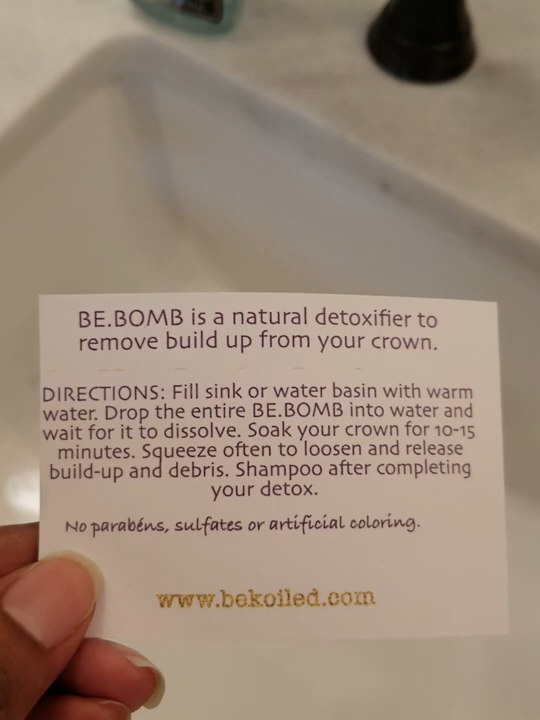 BE.BOMB is a natural detoxifier to
remove build up from your crown.
DIRECTIONS: Fill sink or water basin with warm
water. Drop the entire BE.BOMB into water and
wait for it to dissolve. Soak your crown for 10-15
minutes. Squeeze often to loosen and release
build-up and debris. Shampoo after completing
your detox.
No parabéns, sulfates or artificial coloring.
www.bekoiled.com